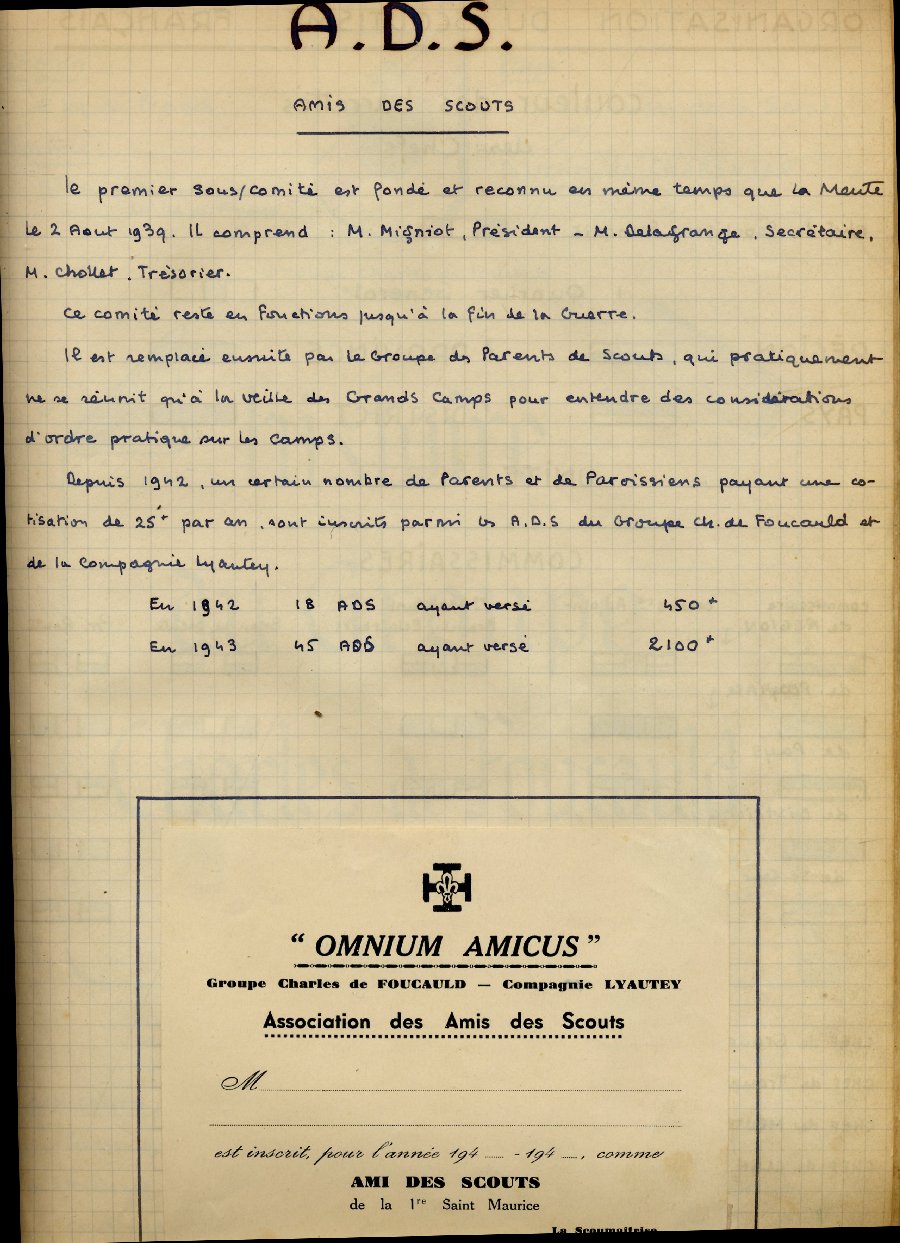 A.D.S.
AMIS DES SCOUTS
le premier sous/comité est fondé et reconnu en même temps que la Meute
le 2 Aout 1939. Il comprend : M. Migniot, Président - M. Delagrange, Secrétaire,
M. Chollet, Trésorier.
Ce comité reste en fonctions jusqu'à la fin de la Guerre.
Il est remplacé ensuite par le Groupe des Parents de Scouts, qui pratiquement
ne se réunit qu'à la veille des Grands Camps pour entendre des considérations
d'ordre pratique sur les Camps.
Depuis 1942, un certain nombre de Parents et de Paroissiens payant une co-
tisation de 25ᶠ par an, sont inscrits parmi les A.D.S du Groupe Ch. de Foucauld et
de la Compagnie Lyautey.
En 1942 18 ADS ayant versé 450ᶠ
En 1943 45 ADS ayant versé 2100ᶠ
“ OMNIUM AMICUS ”
Groupe Charles de FOUCAULD — Compagnie LYAUTEY
Association des Amis des Scouts
M
est inscrit, pour l'année 194 - 194 , comme
AMI DES SCOUTS
de la 1re Saint Maurice
La Scoumaîtrise